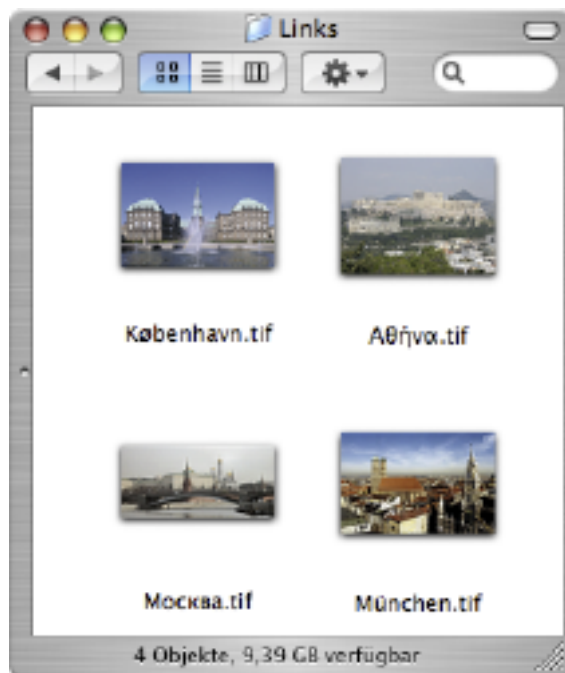 Links
København.tif
Αθήνα.tif
Москва.tif
München.tif
4 Objekte, 9,39 GB verfügbar